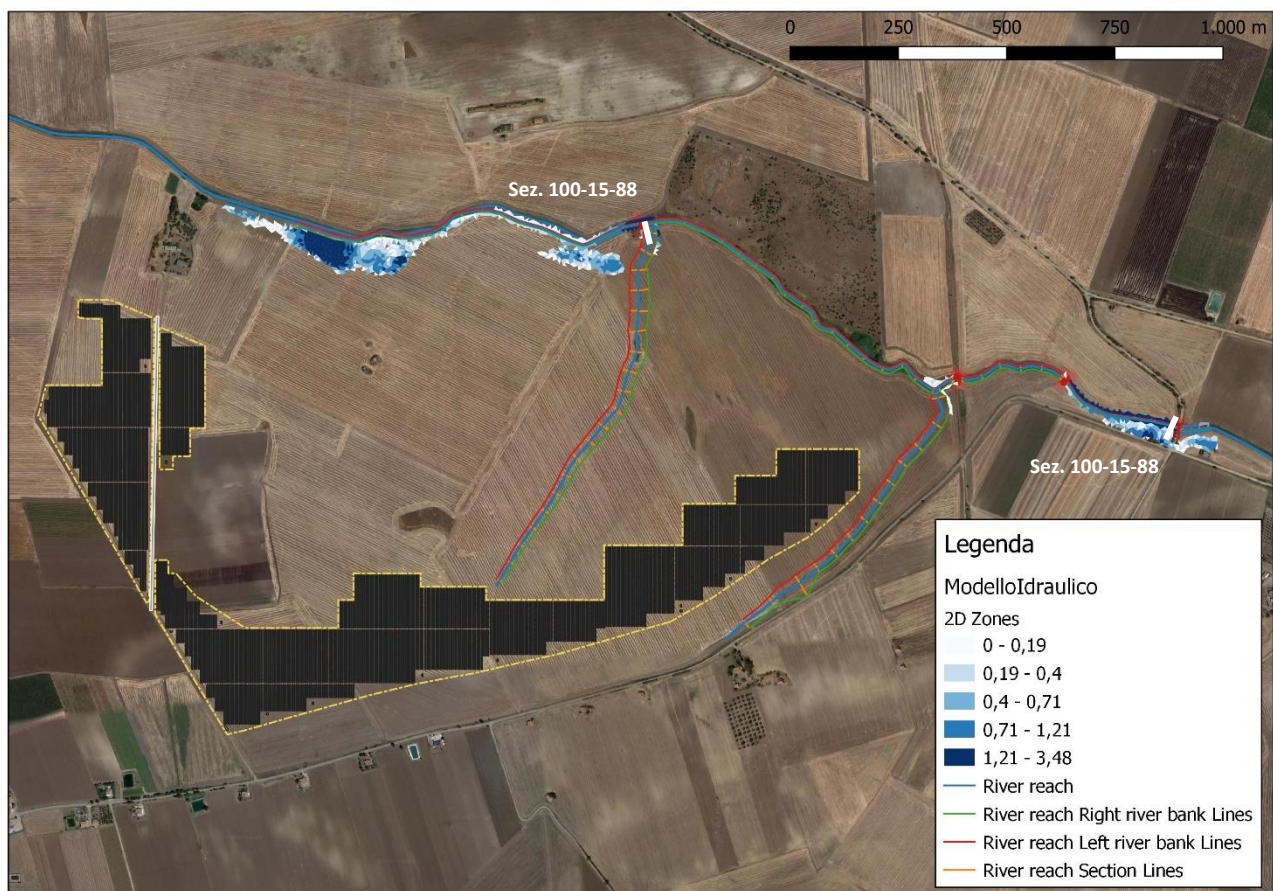 0 250 500 750 1.000 m
Sez. 100-15-88
Sez. 100-15-88
Legenda
ModelloIdraulico
2D Zones
0 - 0,19
0,19 - 0,4
0,4 - 0,71
0,71 - 1,21
1,21 - 3,48
River reach
River reach Right river bank Lines
River reach Left river bank Lines
River reach Section Lines